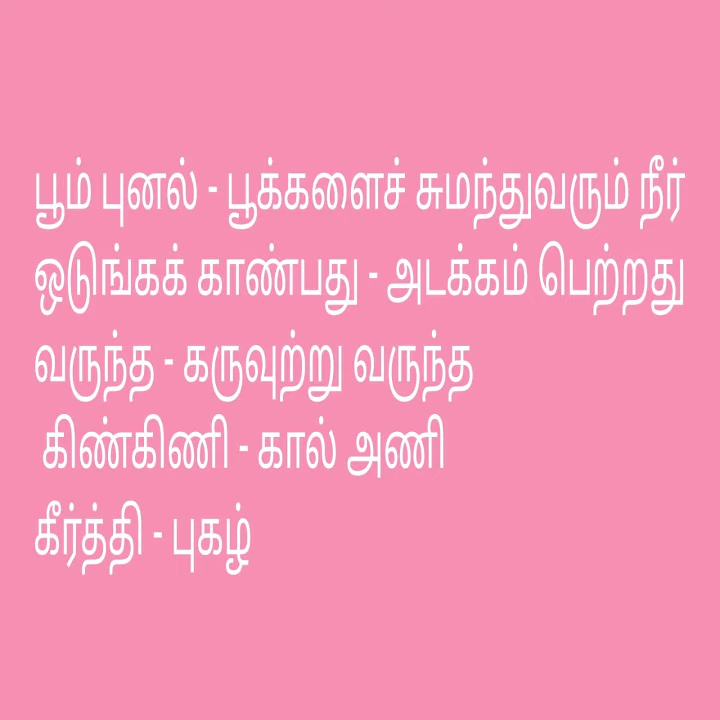 பூம் புனல் - பூக்களைச் சுமந்துவரும் நீர்
ஒடுங்கக் காண்பது - அடக்கம் பெற்றது
வருந்த - கருவுற்று வருந்த
கிண்கிணி - கால் அணி
கீர்த்தி - புகழ்